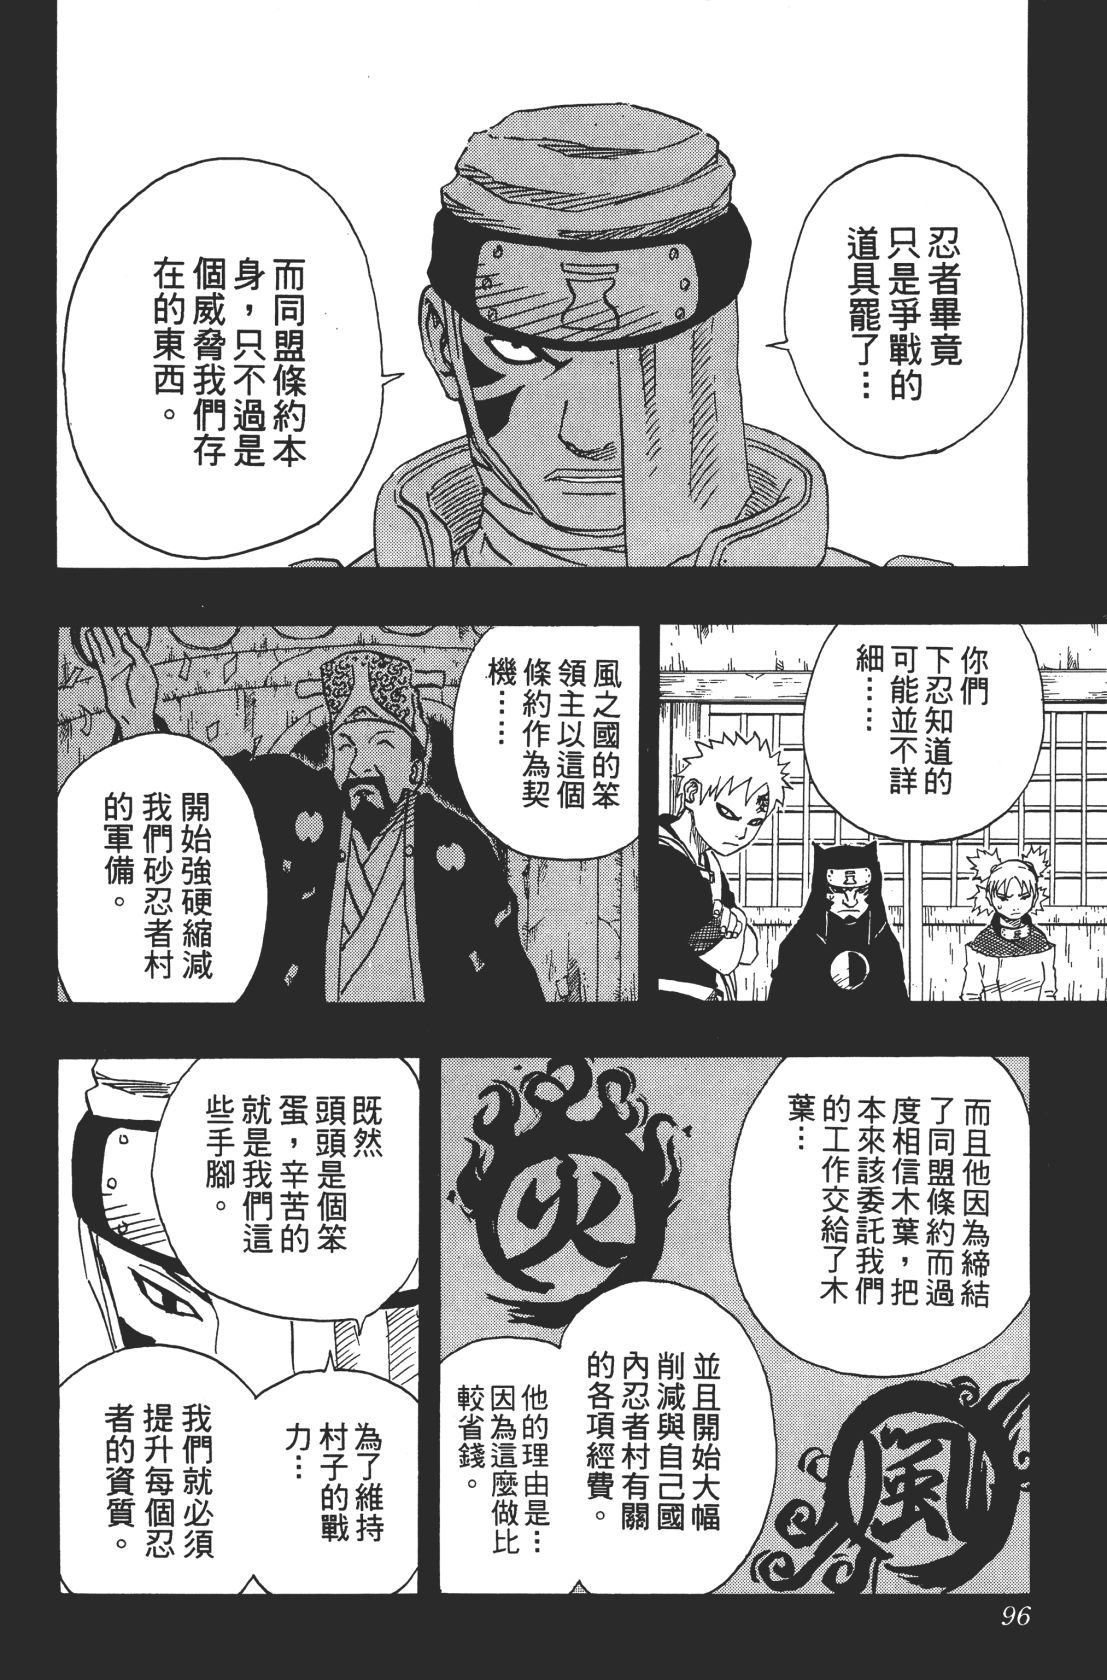 忍者畢竟
只是爭戰的
道具罷了…
而同盟條約本
身，只不過是
個威脅我們存
在的東西。
你們
下忍知道的
可能並不詳
細……
風之國的笨
領主以這個
條約作為契
機……
開始強硬縮減
我們砂忍者村
的軍備。
而且他因為締結
了同盟條約而過
度相信木葉，把
本來該委託我們
的工作交給了木
葉…
火
並且開始大幅
削減與自己國
內忍者村有關
的各項經費。
他的理由是…
因為這麼做比
較省錢。
風
既然
頭頭是個笨
蛋，辛苦的
就是我們這
些手腳。
為了維持
村子的戰
力…
我們就必須
提升每個忍
者的資質。
96